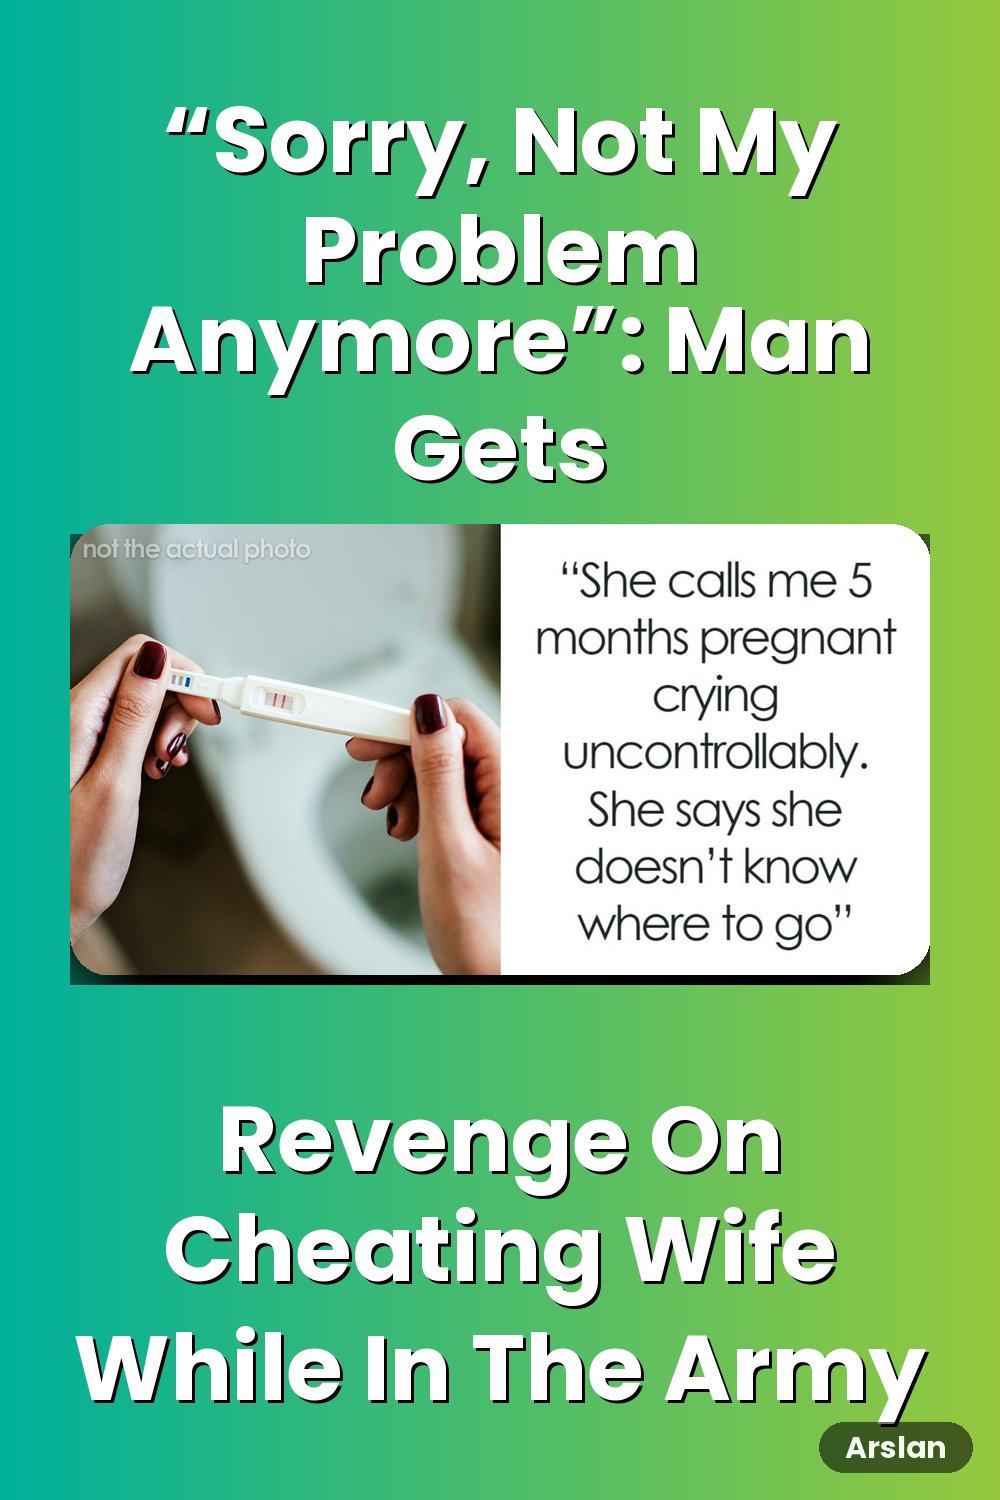 “Sorry, Not My
Problem
Anymore”: Man
Gets
not the actual photo
“She calls me 5
months pregnant
crying
uncontrollably.
She says she
doesn’t know
where to go”
Revenge On
Cheating Wife
While In The Army
Arslan